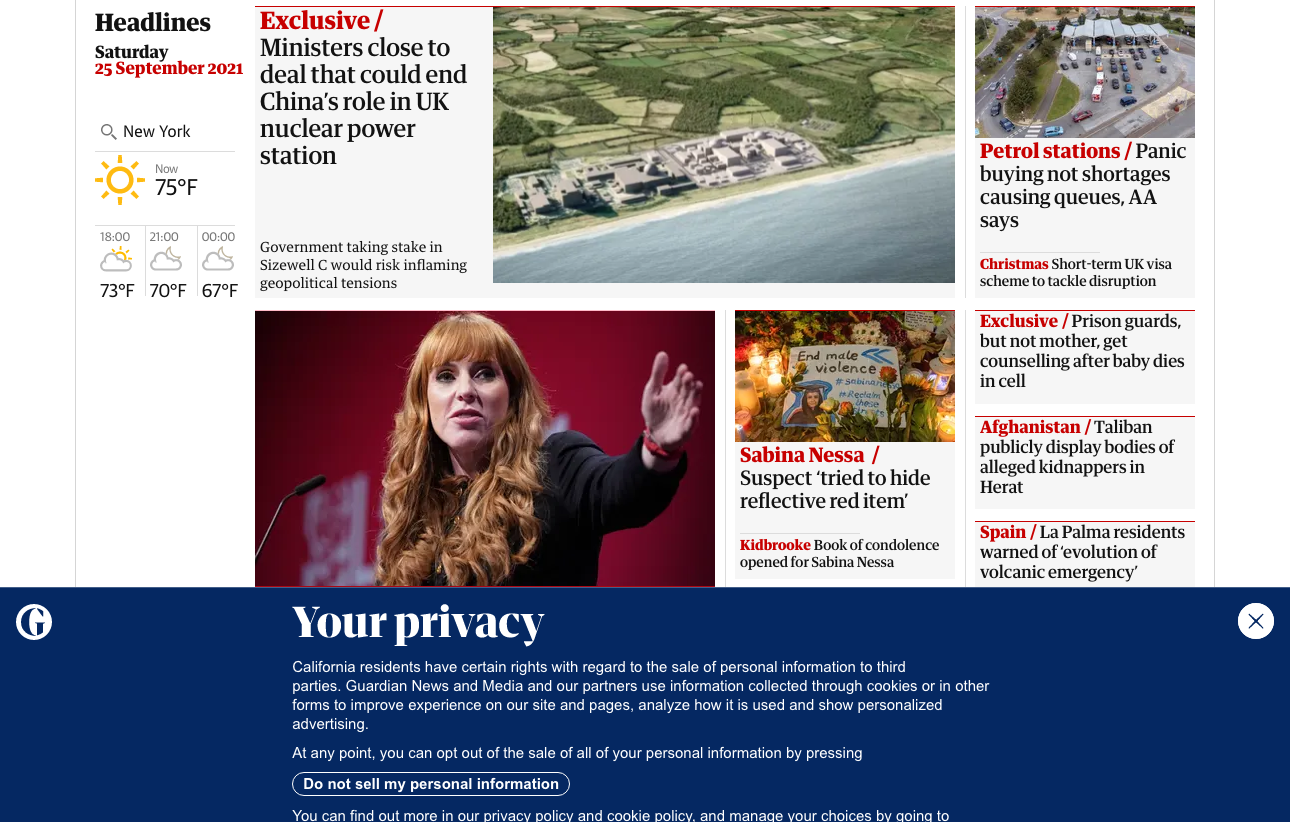 Headlines
Saturday
25 September 2021
New York
Now
75°F
18:00
21:00
00:00
73°F
70°F
67°F
Exclusive /
Ministers close to
deal that could end
China’s role in UK
nuclear power
station
Government taking stake in
Sizewell C would risk inflaming
geopolitical tensions
Petrol stations / Panic
buying not shortages
causing queues, AA
says
Christmas Short-term UK visa
scheme to tackle disruption
End male
violence
Sabina Nessa /
Suspect ‘tried to hide
reflective red item’
Kidbrooke Book of condolence
opened for Sabina Nessa
Exclusive / Prison guards,
but not mother, get
counselling after baby dies
in cell
Afghanistan / Taliban
publicly display bodies of
alleged kidnappers in
Herat
Spain / La Palma residents
warned of ‘evolution of
volcanic emergency’
G
Your privacy
California residents have certain rights with regard to the sale of personal information to third
parties. Guardian News and Media and our partners use information collected through cookies or in other
forms to improve experience on our site and pages, analyze how it is used and show personalized
advertising.
At any point, you can opt out of the sale of all of your personal information by pressing
Do not sell my personal information
You can find out more in our privacy policy and cookie policy, and manage your choices by going to